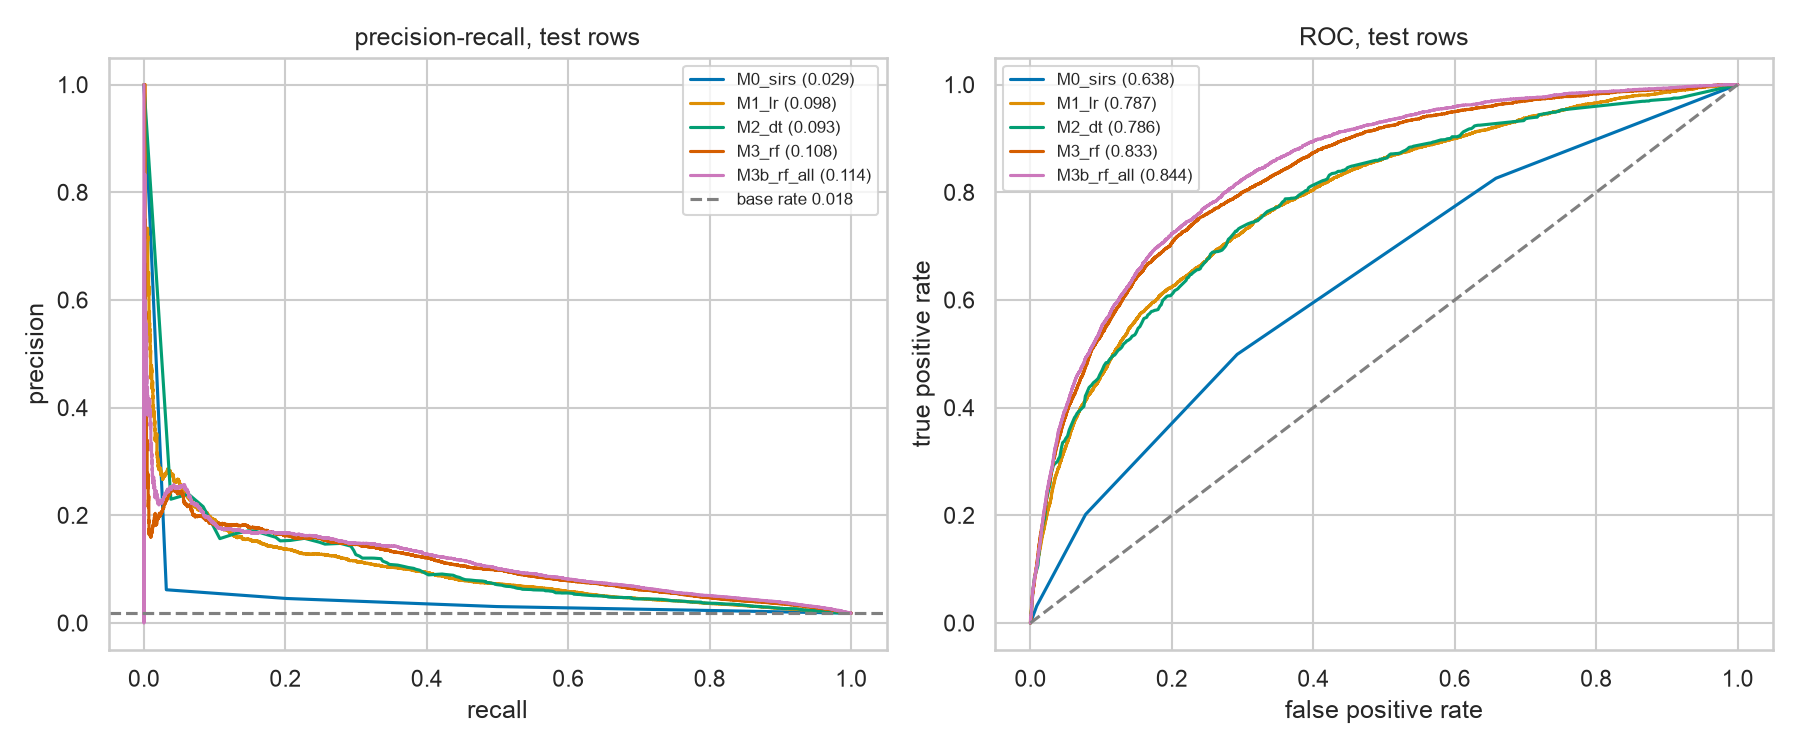 precision-recall, test rows
precision
1.0
0.8
0.6
0.4
0.2
0.0
M0_sirs (0.029)
M1_lr (0.098)
M2_dt (0.093)
M3_rf (0.108)
M3b_rf_all (0.114)
base rate 0.018
0.0 0.2 0.4 0.6 0.8 1.0
recall
ROC, test rows
true positive rate
1.0
0.8
0.6
0.4
0.2
0.0
M0_sirs (0.638)
M1_lr (0.787)
M2_dt (0.786)
M3_rf (0.833)
M3b_rf_all (0.844)
0.0 0.2 0.4 0.6 0.8 1.0
false positive rate